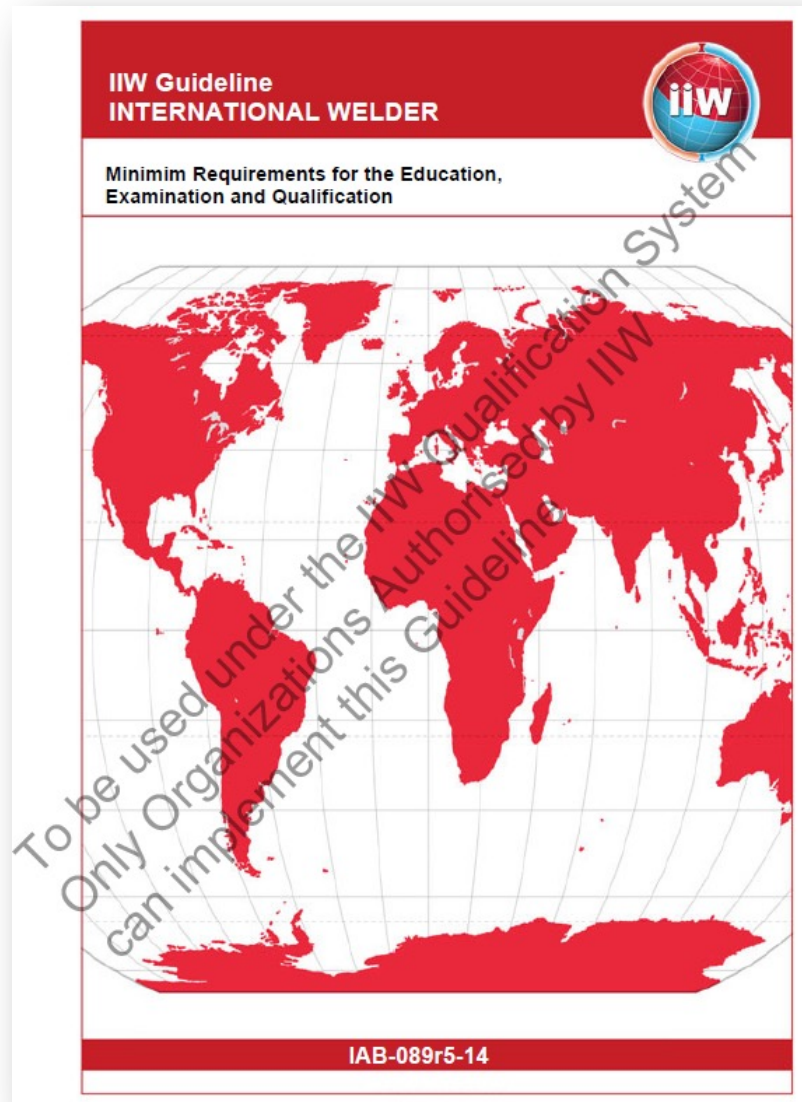 IIW Guideline
INTERNATIONAL WELDER
iiw
Minimim Requirements for the Education,
Examination and Qualification
To be used under the IIW Qualification System
Only Organizations Authorised by IIW
can implement this Guideline
IAB-089r5-14